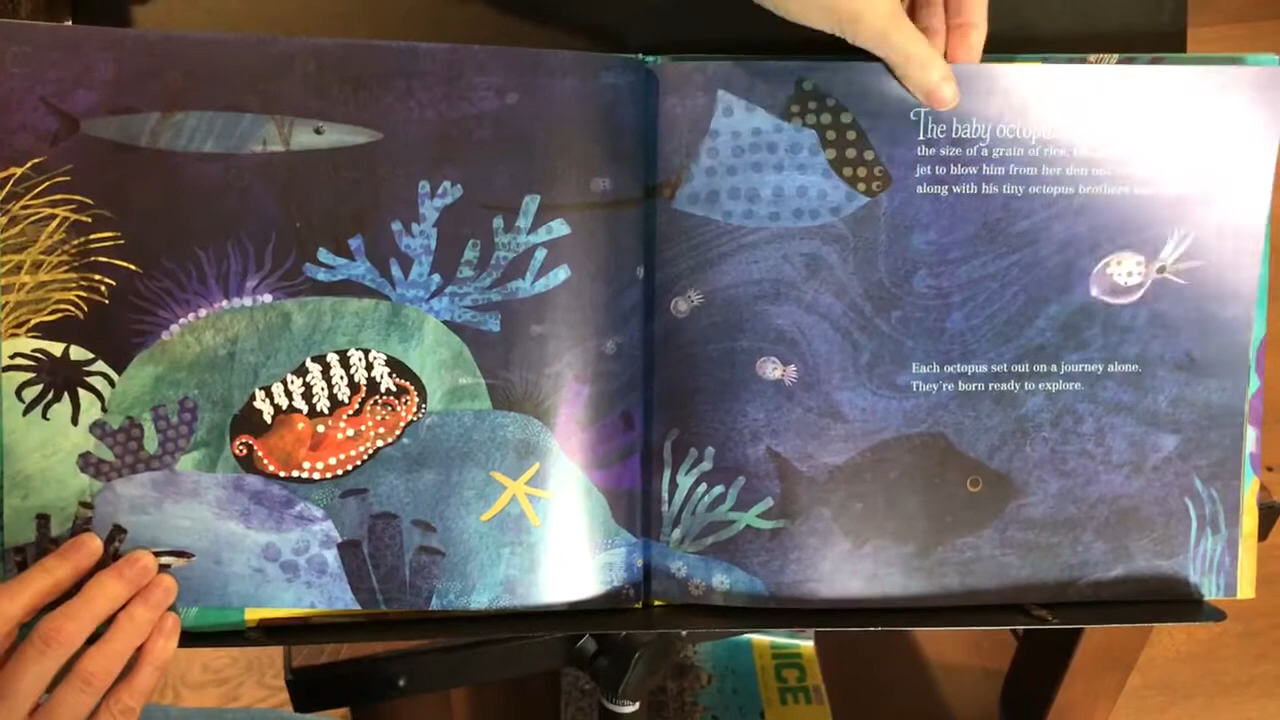 The baby octopus
the size of a grain of rice.
jet to blow him from her den
along with his tiny octopus brothers
Each octopus set out on a journey alone.
They're born ready to explore.
ICE